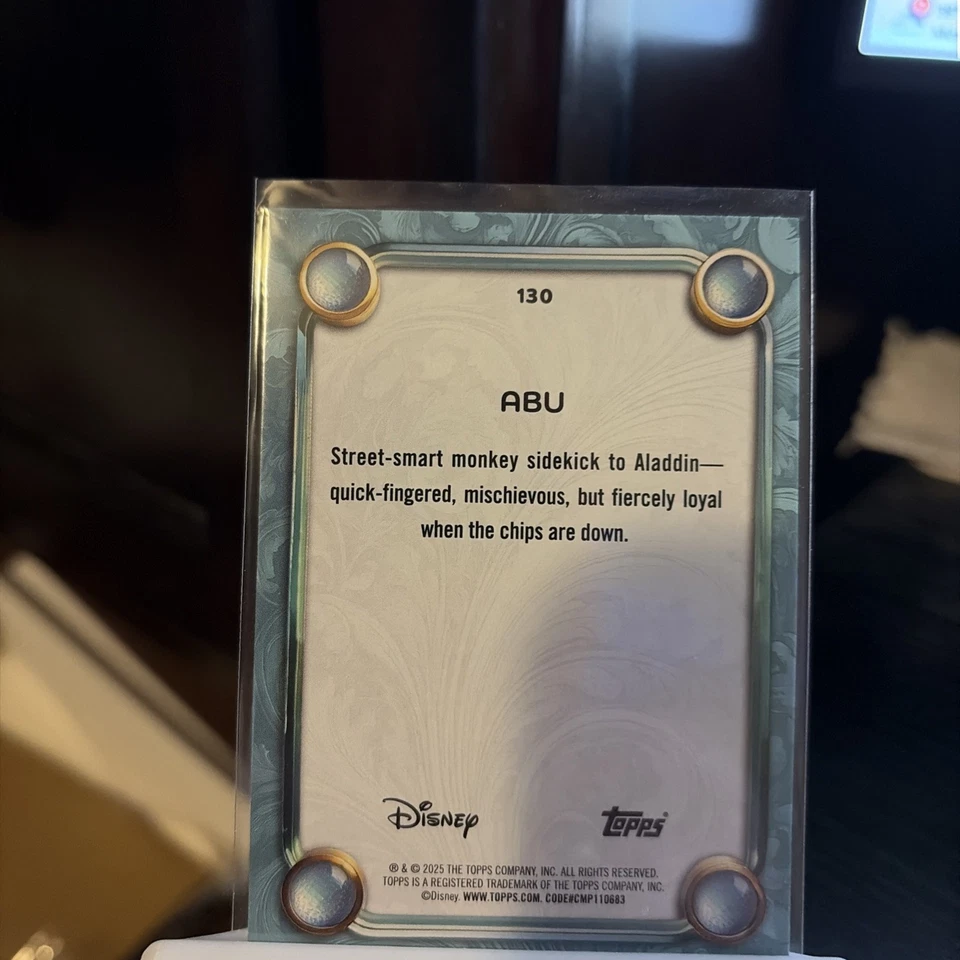 130
ABU
Street-smart monkey sidekick to Aladdin—
quick-fingered, mischievous, but fiercely loyal
when the chips are down.
Disney
topps®
® & © 2025 THE TOPPS COMPANY, INC. ALL RIGHTS RESERVED.
TOPPS IS A REGISTERED TRADEMARK OF THE TOPPS COMPANY, INC.
©Disney. WWW.TOPPS.COM. CODE#CMP110683